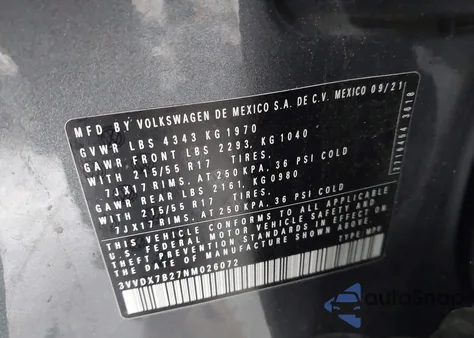 MFD BY VOLKSWAGEN DE MEXICO S.A. DE C.V. MEXICO 09/21
GVWR LBS 4343 KG 1970
GAWR, FRONT LBS 2293, KG 1040
WITH 215/55 R17 TIRES,
7JX17 RIMS, AT 250 KPA, 36 PSI COLD
GAWR REAR LBS 2161, KG 0980
WITH 215/55 R17 TIRES,
7JX17 RIMS, AT 250 KPA, 36 PSI COLD
THIS VEHICLE CONFORMS TO ALL APPLICABLE
U.S. FEDERAL MOTOR VEHICLE SAFETY AND
THEFT PREVENTION STANDARDS IN EFFECT ON
THE DATE OF MANUFACTURE SHOWN ABOVE.
3VVDX7B27NM026072
TYPE: MPV
AutoSnap